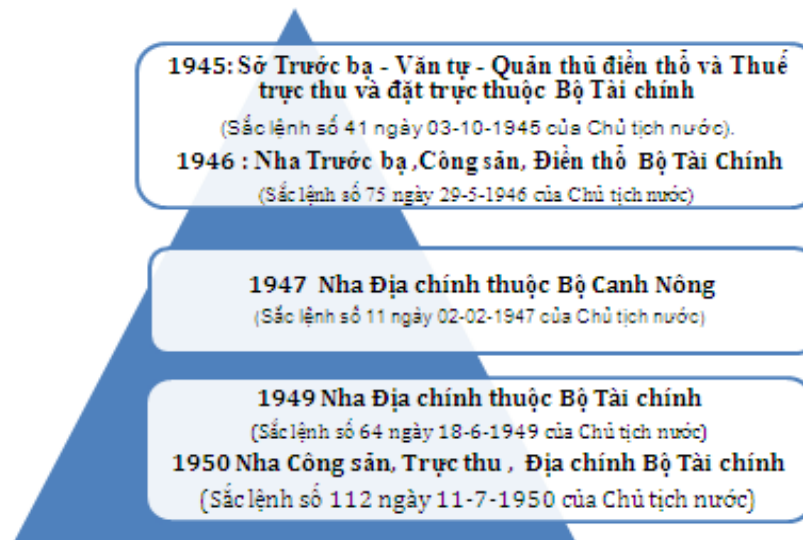 1945: Sở Trước bạ - Văn tự - Quãn thủ điền thỗ và Thuế
trực thu và đặt trực thuộc Bộ Tài chính
(Sắc lệnh số 41 ngày 03-10-1945 của Chủ tịch nước).
1946 : Nha Trước bạ ,Công sãn, Điền thỗ Bộ Tài Chính
(Sắc lệnh số 75 ngày 29-5-1946 của Chủ tịch nước)
1947 Nha Địa chính thuộc Bộ Canh Nông
(Sắc lệnh số 11 ngày 02-02-1947 của Chủ tịch nước)
1949 Nha Địa chính thuộc Bộ Tài chính
(Sắc lệnh số 64 ngày 18-6-1949 của Chủ tịch nước)
1950 Nha Công sãn, Trực thu , Địa chính Bộ Tài chính
(Sắc lệnh số 112 ngày 11-7-1950 của Chủ tịch nước)